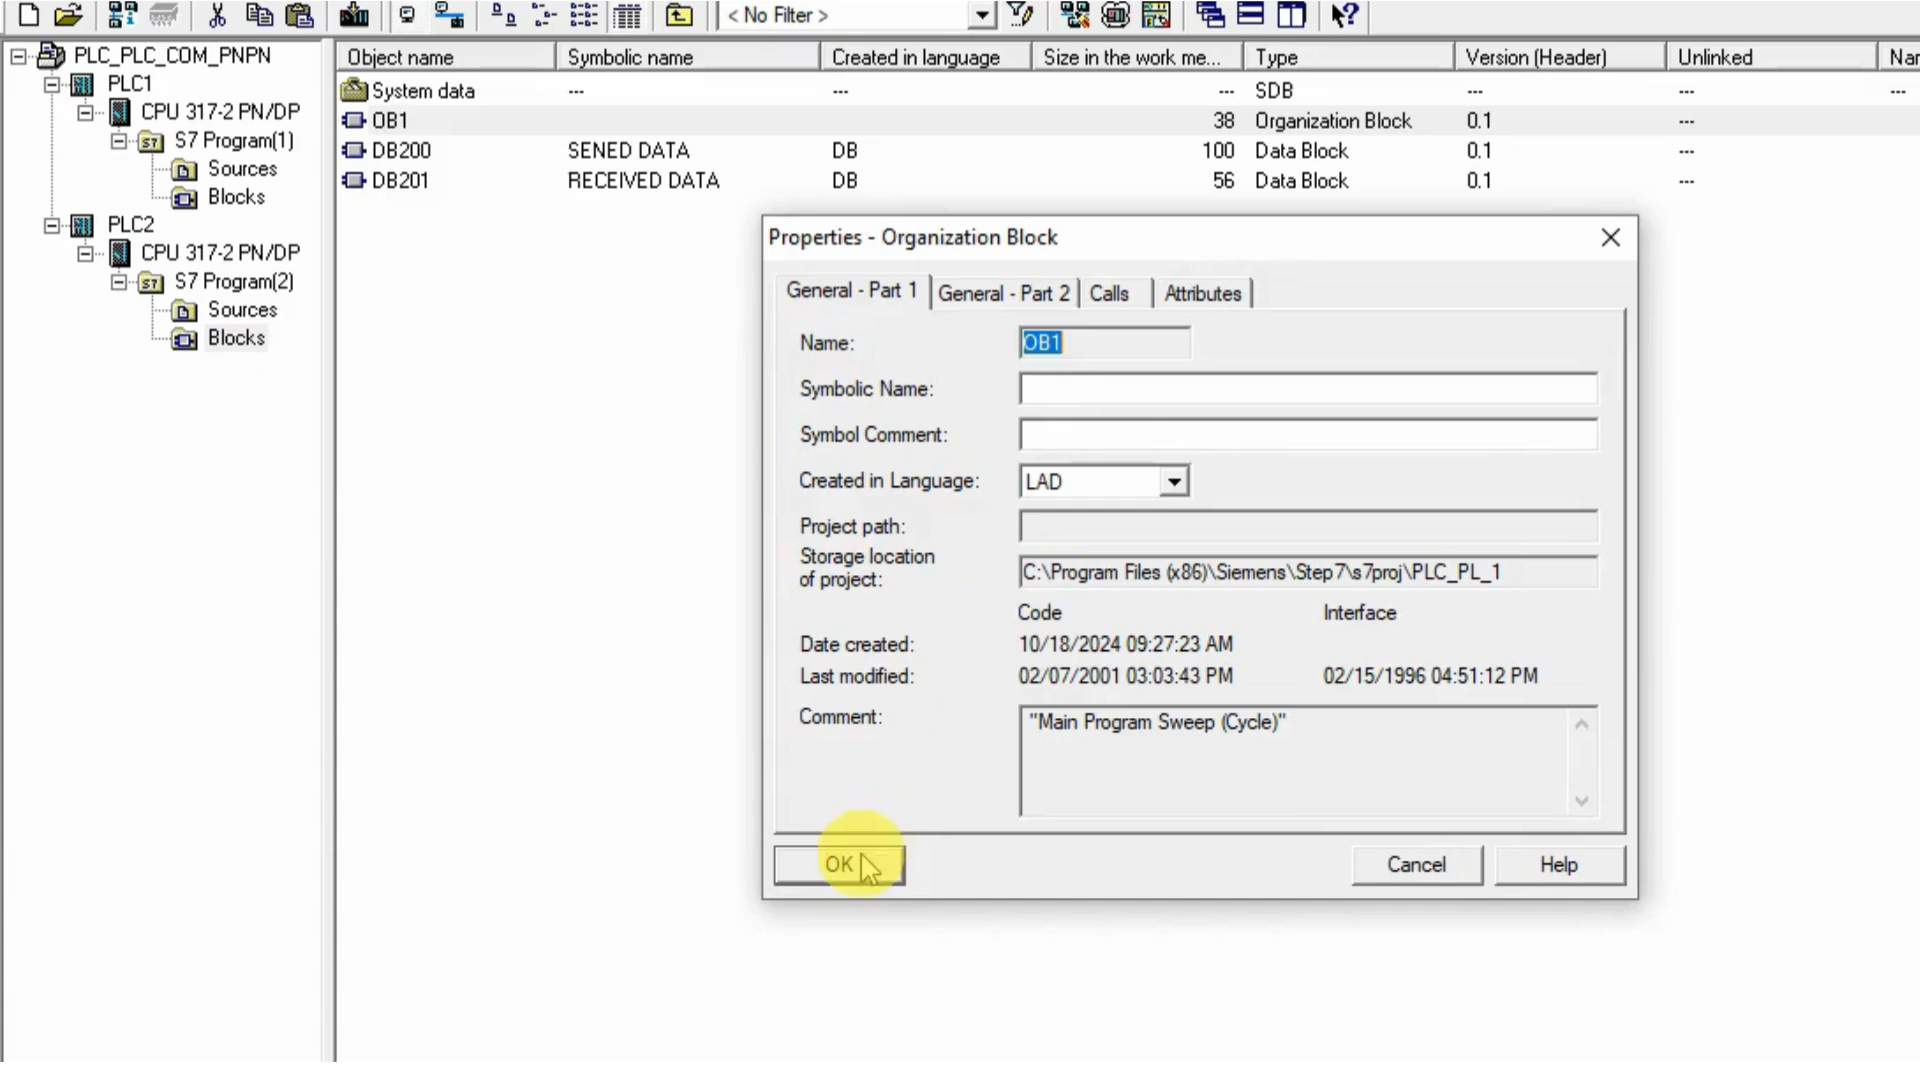 < No Filter >
PLC_PLC_COM_PNPN
PLC1
CPU 317-2 PN/DP
S7 Program(1)
Sources
Blocks
PLC2
CPU 317-2 PN/DP
S7 Program(2)
Sources
Blocks
Object name Symbolic name Created in language Size in the work me... Type Version (Header) Unlinked
System data --- --- --- SDB --- --- ---
OB1 38 Organization Block 0.1 ---
DB200 SENED DATA DB 100 Data Block 0.1 ---
DB201 RECEIVED DATA DB 56 Data Block 0.1 ---
Properties - Organization Block
General - Part 1 General - Part 2 Calls Attributes
Name: OB1
Symbolic Name:
Symbol Comment:
Created in Language: LAD
Project path:
Storage location
of project: C:\Program Files (x86)\Siemens\Step7\s7proj\PLC_PL_1
Code Interface
Date created: 10/18/2024 09:27:23 AM
Last modified: 02/07/2001 03:03:43 PM 02/15/1996 04:51:12 PM
Comment: "Main Program Sweep (Cycle)"
OK Cancel Help